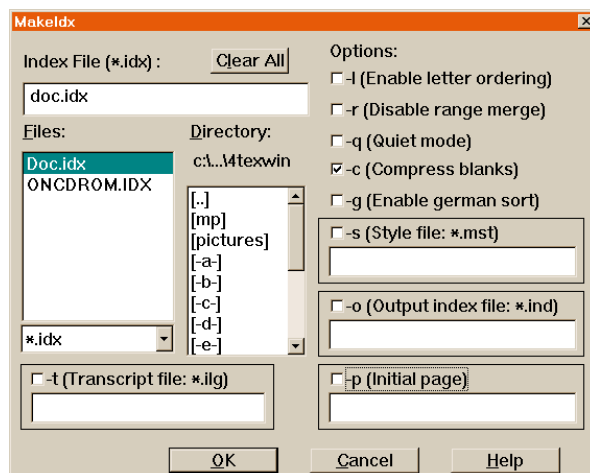 MakeIdx
Index File (*.idx) :
Clear All
doc.idx
Files:
Doc.idx
ONCDROM.IDX
*.idx
Directory:
c:\...\4texwin
[..]
[mp]
[pictures]
[-a-]
[-b-]
[-c-]
[-d-]
[-e-]
-t (Transcript file: *.ilg)
Options:
-l (Enable letter ordering)
-r (Disable range merge)
-q (Quiet mode)
-c (Compress blanks)
-g (Enable german sort)
-s (Style file: *.mst)
-o (Output index file: *.ind)
-p (Initial page)
OK
Cancel
Help